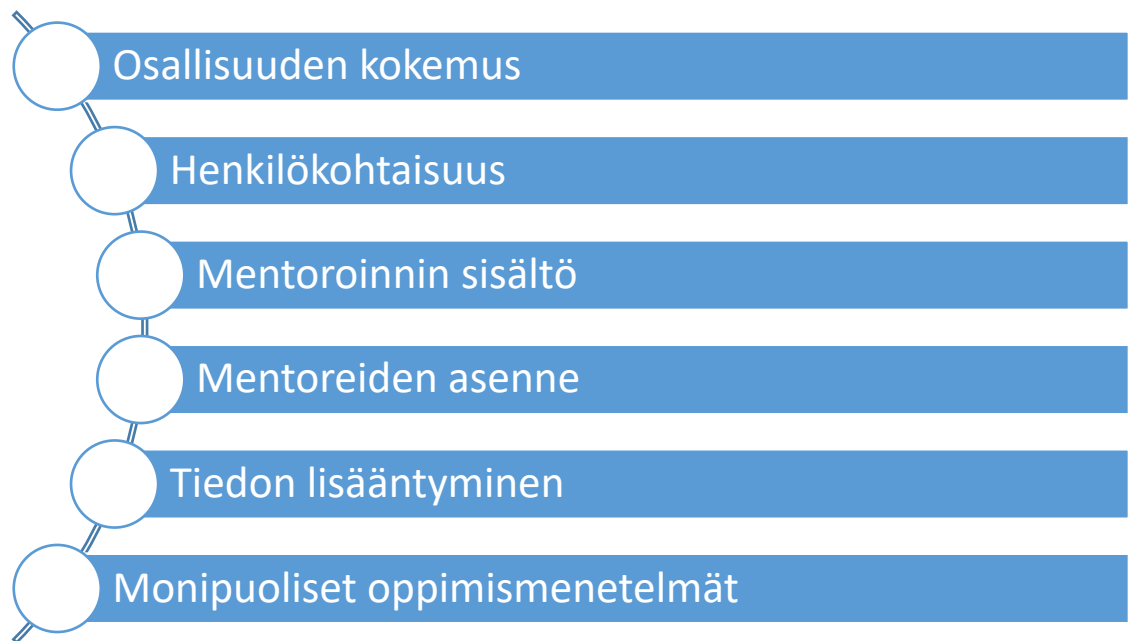 Osallisuuden kokemus
Henkilökohtaisuus
Mentoroinnin sisältö
Mentoreiden asenne
Tiedon lisääntyminen
Monipuoliset oppimismenetelmät